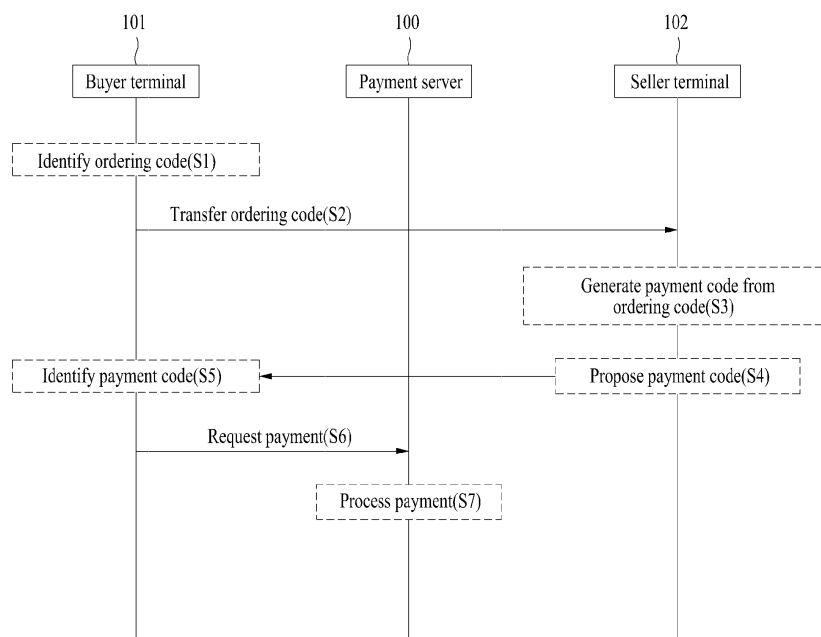 101
100
102
Buyer terminal
Payment server
Seller terminal
Identify ordering code(S1)
Transfer ordering code(S2)
Generate payment code from
ordering code(S3)
Identify payment code(S5)
Propose payment code(S4)
Request payment(S6)
Process payment(S7)